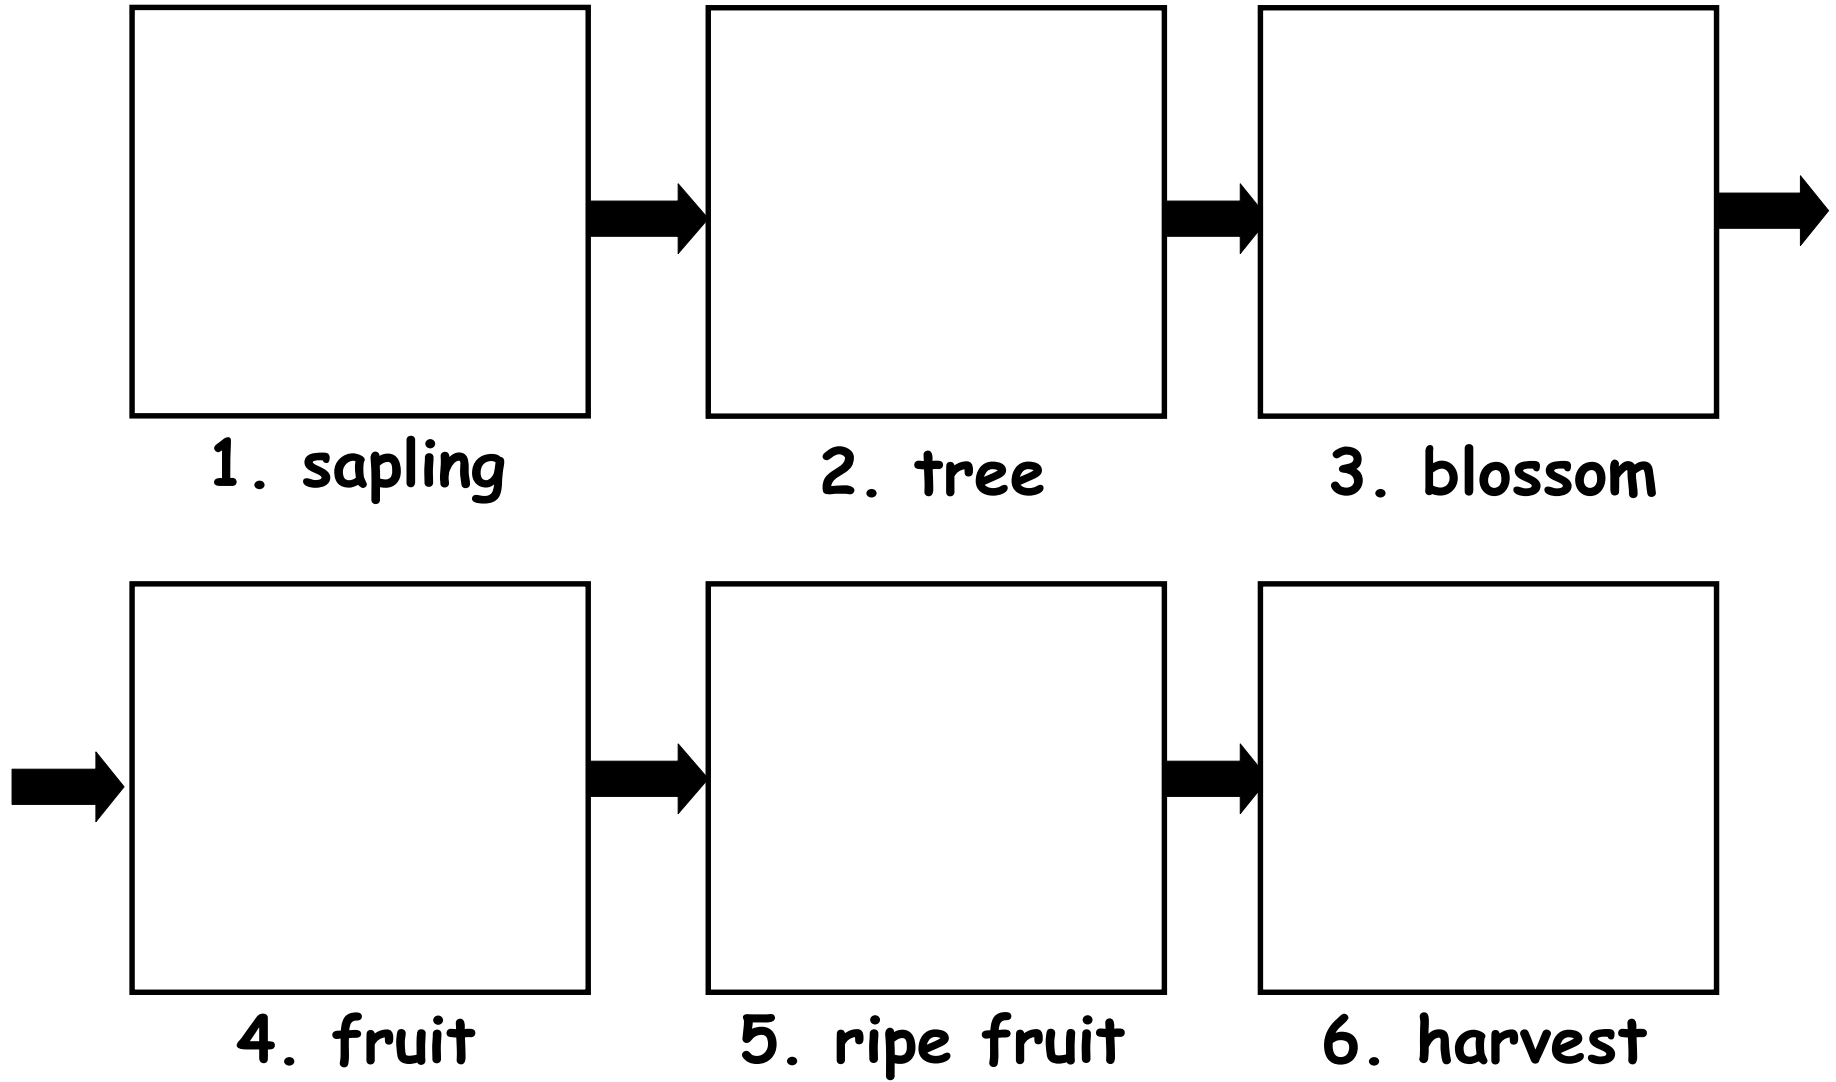 1. sapling
2. tree
3. blossom
4. fruit
5. ripe fruit
6. harvest